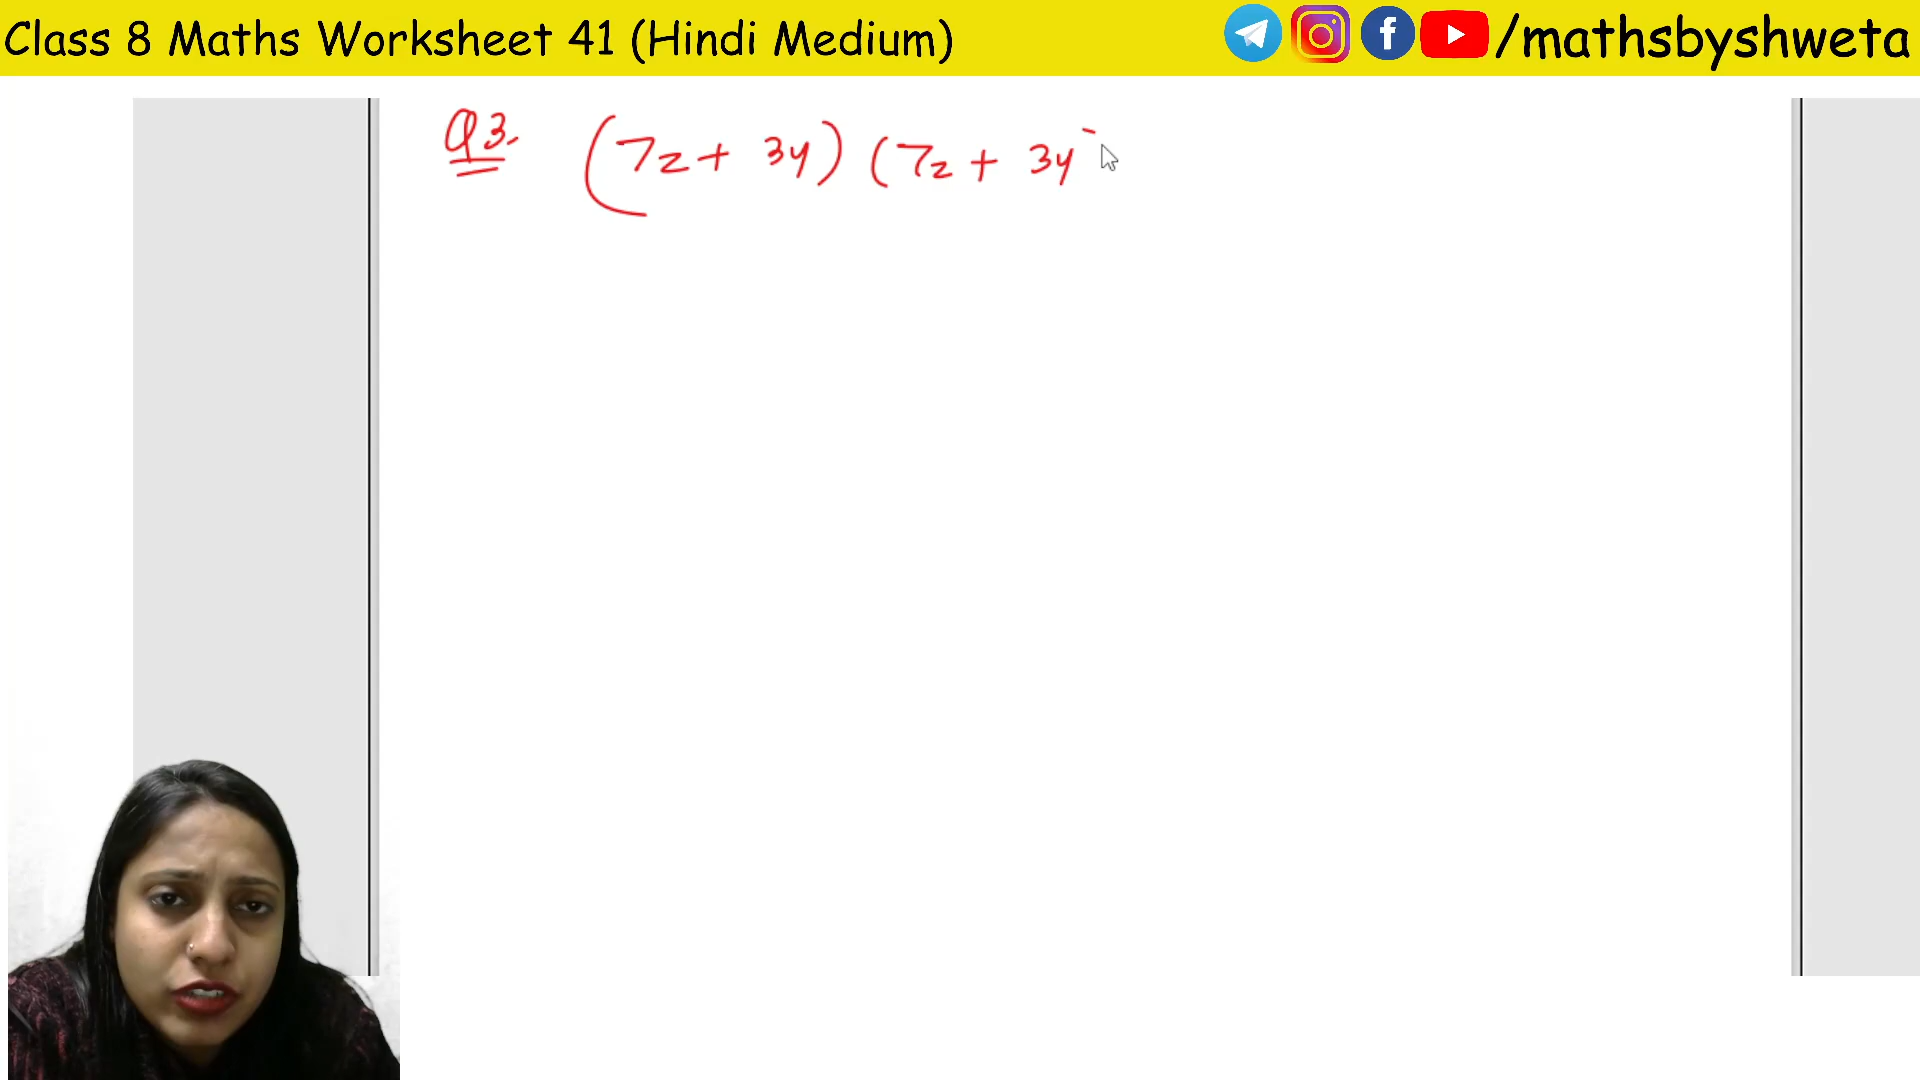 Class 8 Maths Worksheet 41 (Hindi Medium)
/mathsbyshweta
Q3. (7z + 3y) (7z + 3y